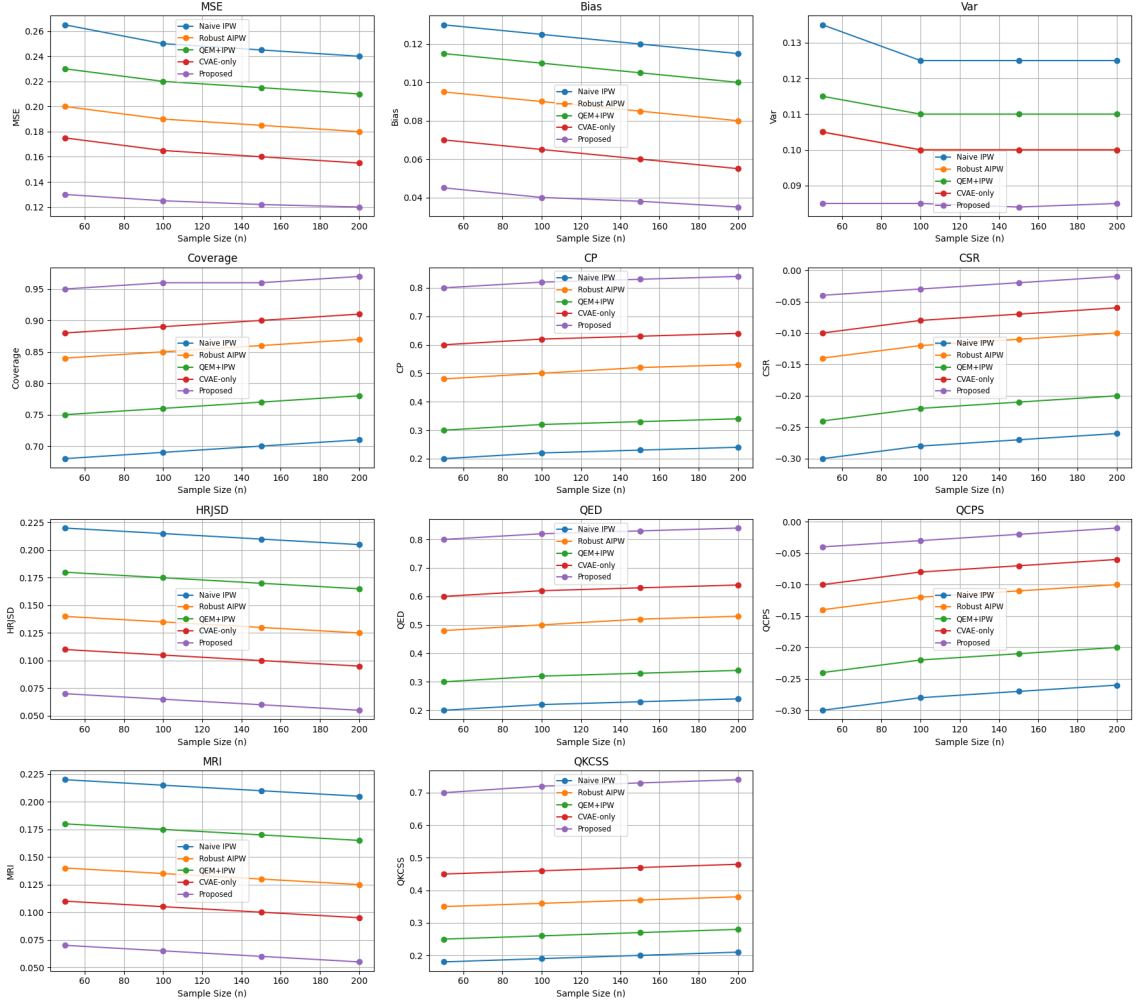 MSE
0.26
0.24
0.22
0.20
0.18
0.16
0.14
0.12
MSE
Naive IPW
Robust AIPW
QEM+IPW
CVAE-only
Proposed
60 80 100 120 140 160 180 200
Sample Size (n)
Bias
0.12
0.10
0.08
0.06
0.04
Bias
Naive IPW
Robust AIPW
QEM+IPW
CVAE-only
Proposed
60 80 100 120 140 160 180 200
Sample Size (n)
Var
0.13
0.12
0.11
0.10
0.09
Var
Naive IPW
Robust AIPW
QEM+IPW
CVAE-only
Proposed
60 80 100 120 140 160 180 200
Sample Size (n)
Coverage
0.95
0.90
0.85
0.80
0.75
0.70
Coverage
Naive IPW
Robust AIPW
QEM+IPW
CVAE-only
Proposed
60 80 100 120 140 160 180 200
Sample Size (n)
CP
0.8
0.7
0.6
0.5
0.4
0.3
0.2
CP
Naive IPW
Robust AIPW
QEM+IPW
CVAE-only
Proposed
60 80 100 120 140 160 180 200
Sample Size (n)
CSR
0.00
−0.05
−0.10
−0.15
−0.20
−0.25
−0.30
CSR
Naive IPW
Robust AIPW
QEM+IPW
CVAE-only
Proposed
60 80 100 120 140 160 180 200
Sample Size (n)
HRJSD
0.225
0.200
0.175
0.150
0.125
0.100
0.075
0.050
HRJSD
Naive IPW
Robust AIPW
QEM+IPW
CVAE-only
Proposed
60 80 100 120 140 160 180 200
Sample Size (n)
QED
0.8
0.7
0.6
0.5
0.4
0.3
0.2
QED
Naive IPW
Robust AIPW
QEM+IPW
CVAE-only
Proposed
60 80 100 120 140 160 180 200
Sample Size (n)
QCPS
0.00
−0.05
−0.10
−0.15
−0.20
−0.25
−0.30
QCPS
Naive IPW
Robust AIPW
QEM+IPW
CVAE-only
Proposed
60 80 100 120 140 160 180 200
Sample Size (n)
MRI
0.225
0.200
0.175
0.150
0.125
0.100
0.075
0.050
MRI
Naive IPW
Robust AIPW
QEM+IPW
CVAE-only
Proposed
60 80 100 120 140 160 180 200
Sample Size (n)
QKCSS
0.7
0.6
0.5
0.4
0.3
0.2
QKCSS
Naive IPW
Robust AIPW
QEM+IPW
CVAE-only
Proposed
60 80 100 120 140 160 180 200
Sample Size (n)